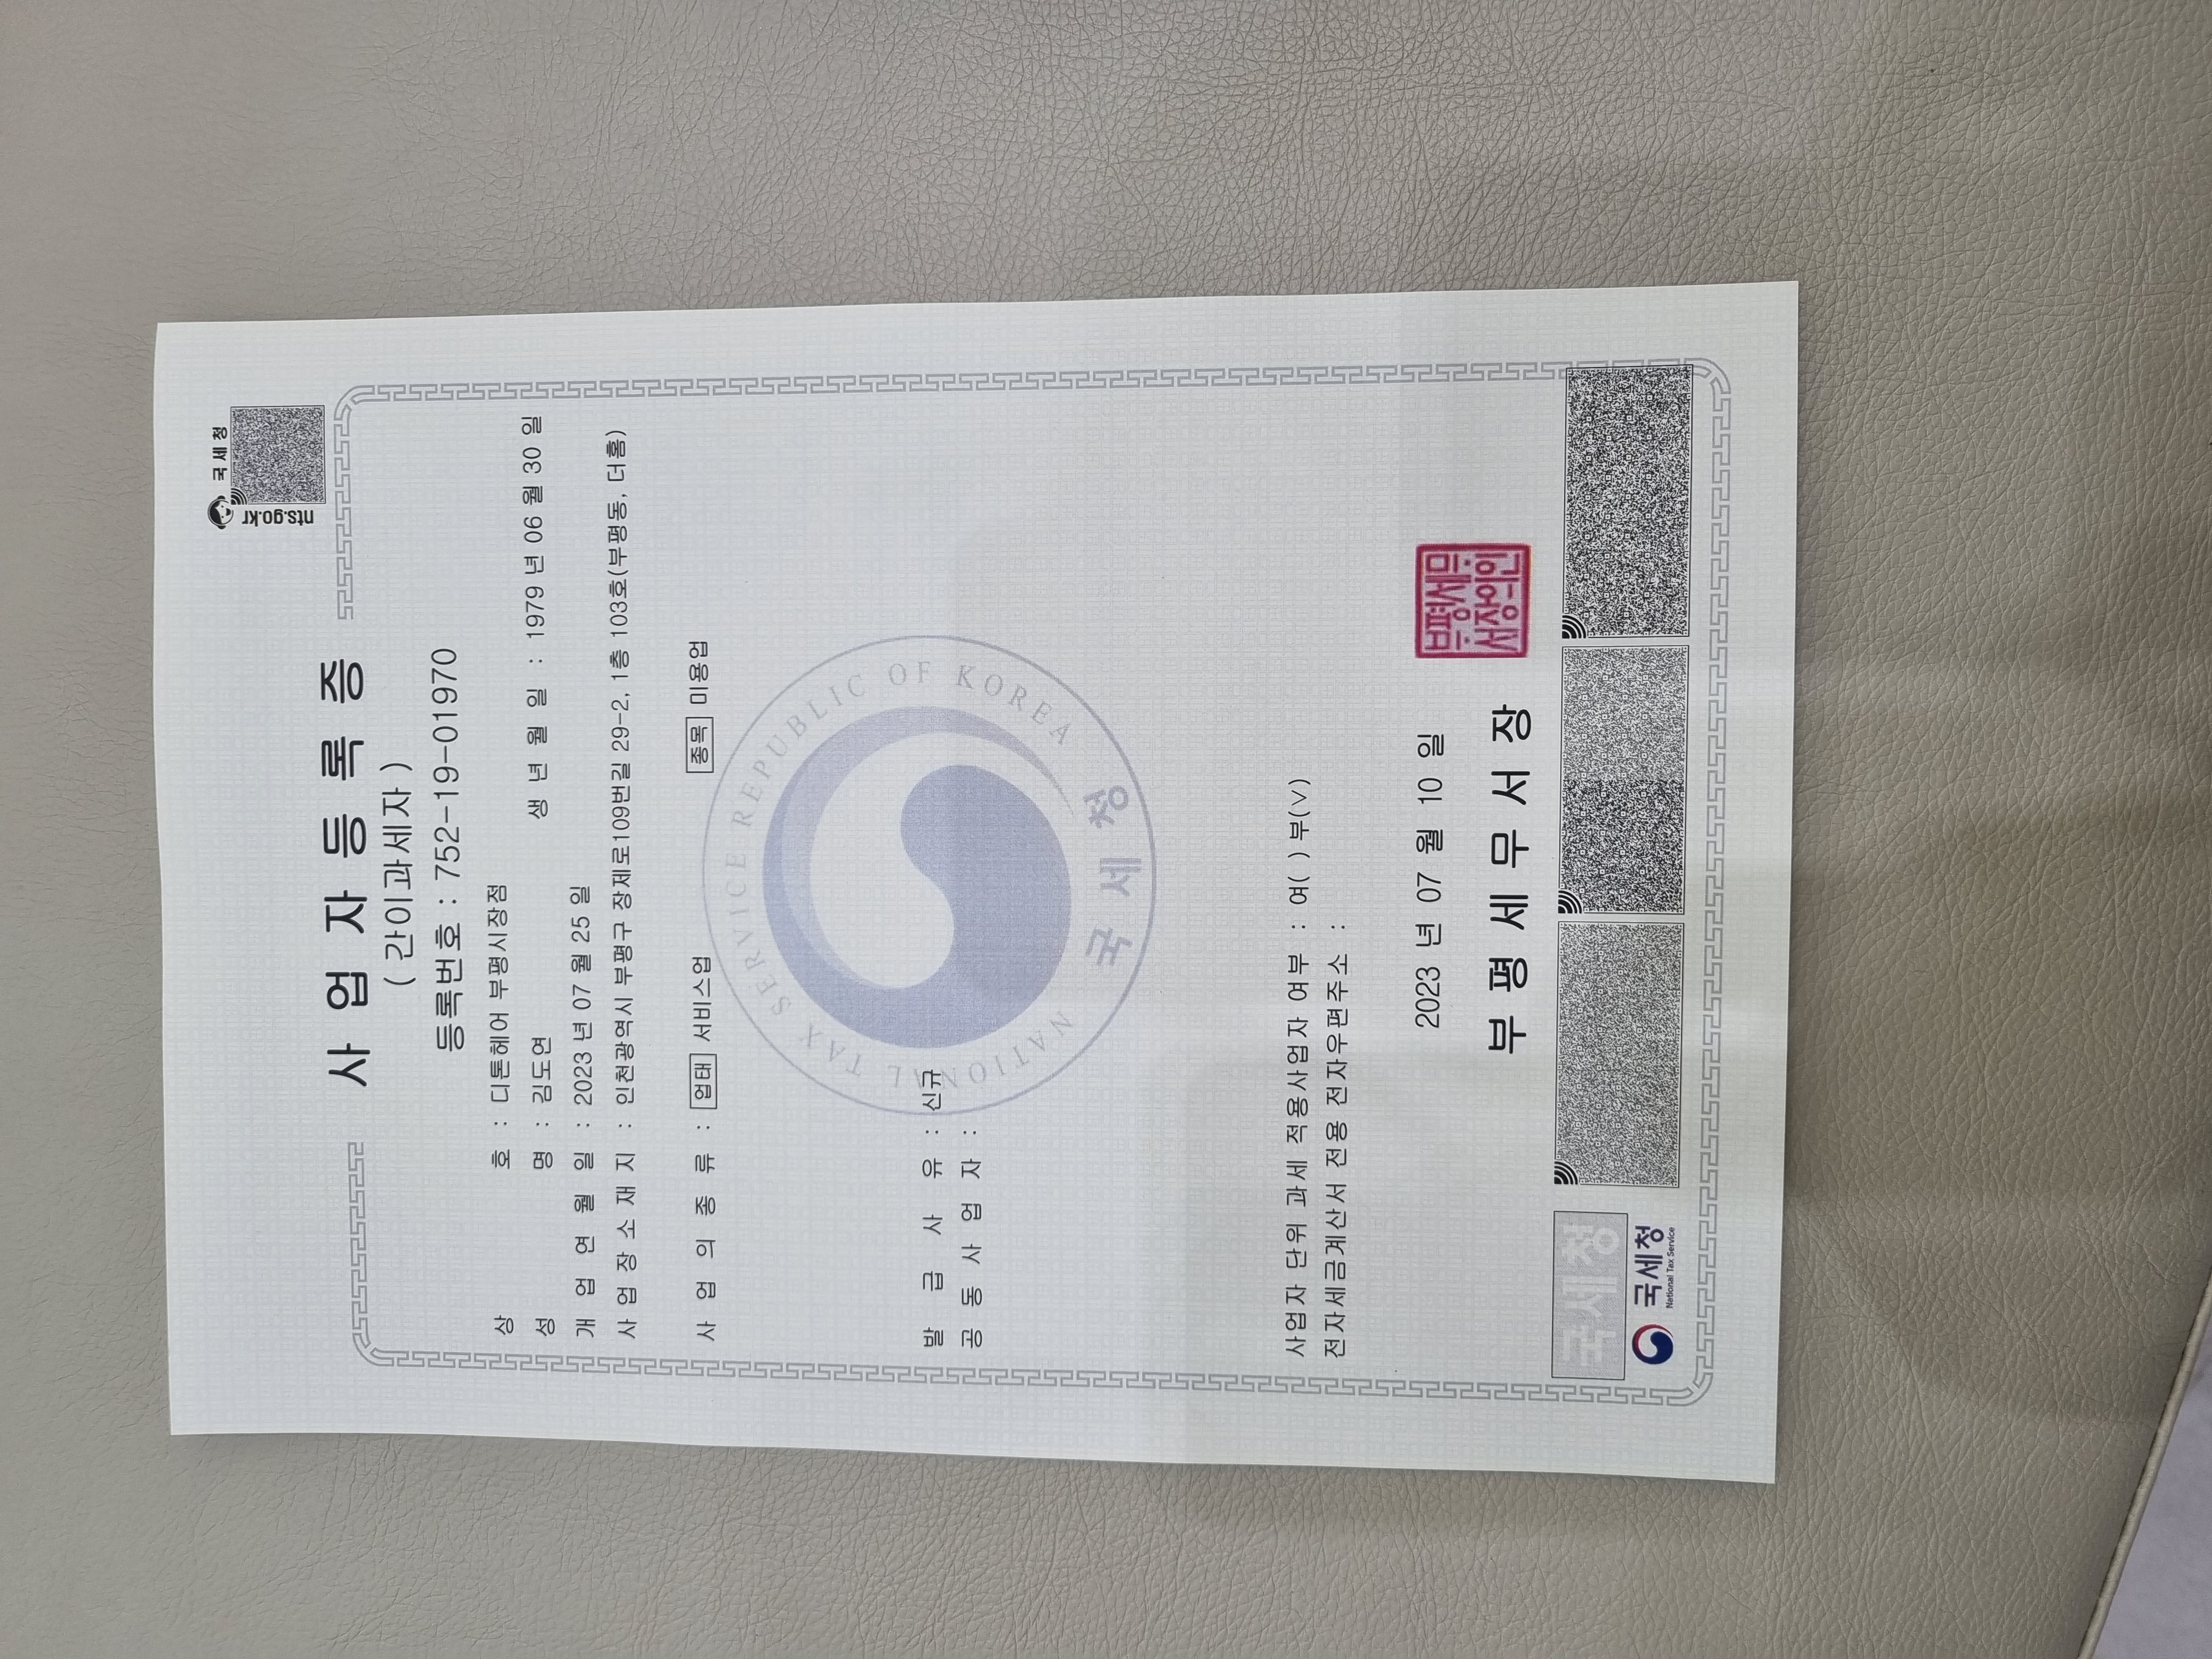 국세청
nts.go.kr
사업자등록증
( 간이과세자 )
등록번호 : 752-19-01970
상 호 : 디톤헤어 부평시장점
성 명 : 김도연 생 년 월 일 : 1979 년 06 월 30 일
개 업 연 월 일 : 2023 년 07 월 25 일
사 업 장 소 재 지 : 인천광역시 부평구 장제로109번길 29-2, 1층 103호(부평동, 더홈)
사 업 의 종 류 : 업태 서비스업 종목 미용업
NATIONAL TAX SERVICE REPUBLIC OF KOREA
국세청
발 급 사 유 : 신규
공 동 사 업 자 :
사업자 단위 과세 적용사업자 여부 : 여( ) 부(∨)
전자세금계산서 전용 전자우편주소 :
2023 년 07 월 10 일
부 평 세 무 서 장
국세청
국세청
National Tax Service